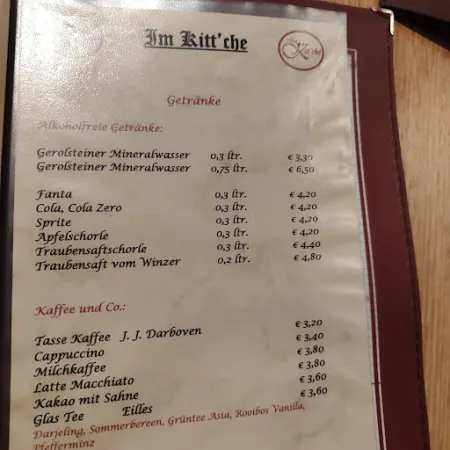 Im Kitt'che
Kitt'che
Getränke
Alkoholfreie Getränke:
Gerolsteiner Mineralwasser 0,3 ltr. € 3,30
Gerolsteiner Mineralwasser 0,75 ltr. € 6,50
Fanta 0,3 ltr. € 4,20
Cola, Cola Zero 0,3 ltr. € 4,20
Sprite 0,3 ltr. € 4,20
Apfelschorle 0,3 ltr. € 4,20
Traubensaftschorle 0,3 ltr. € 4,40
Traubensaft vom Winzer 0,2 ltr. € 4,80
Kaffee und Co.:
Tasse Kaffee J. J. Darboven € 3,20
Cappuccino € 3,40
Milchkaffee € 3,80
Latte Macchiato € 3,80
Kakao mit Sahne € 3,60
Glas Tee Eilles € 3,60
Darjeling, Sommerbereen, Grüntee Asia, Rooibos Vanilla,
Pfefferminz